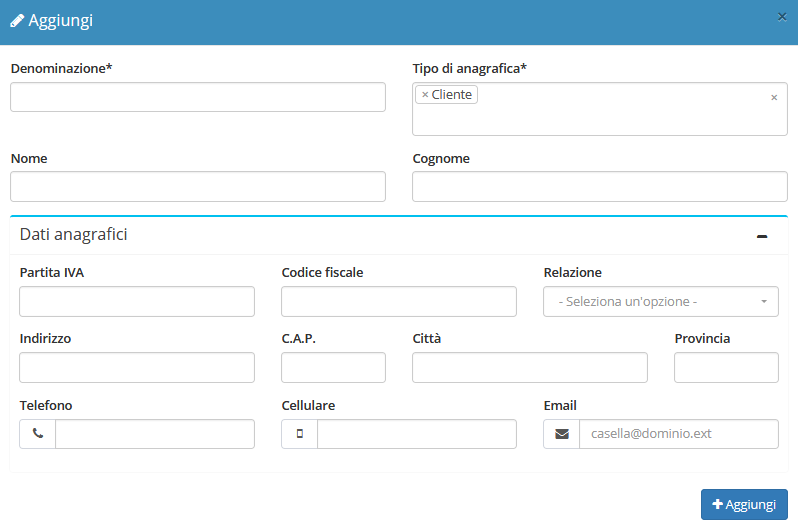 Aggiungi
×
Denominazione*
Tipo di anagrafica*
× Cliente
×
Nome
Cognome
Dati anagrafici
Partita IVA
Codice fiscale
Relazione
- Seleziona un'opzione -
Indirizzo
C.A.P.
Città
Provincia
Telefono
Cellulare
Email
casella@dominio.ext
Aggiungi